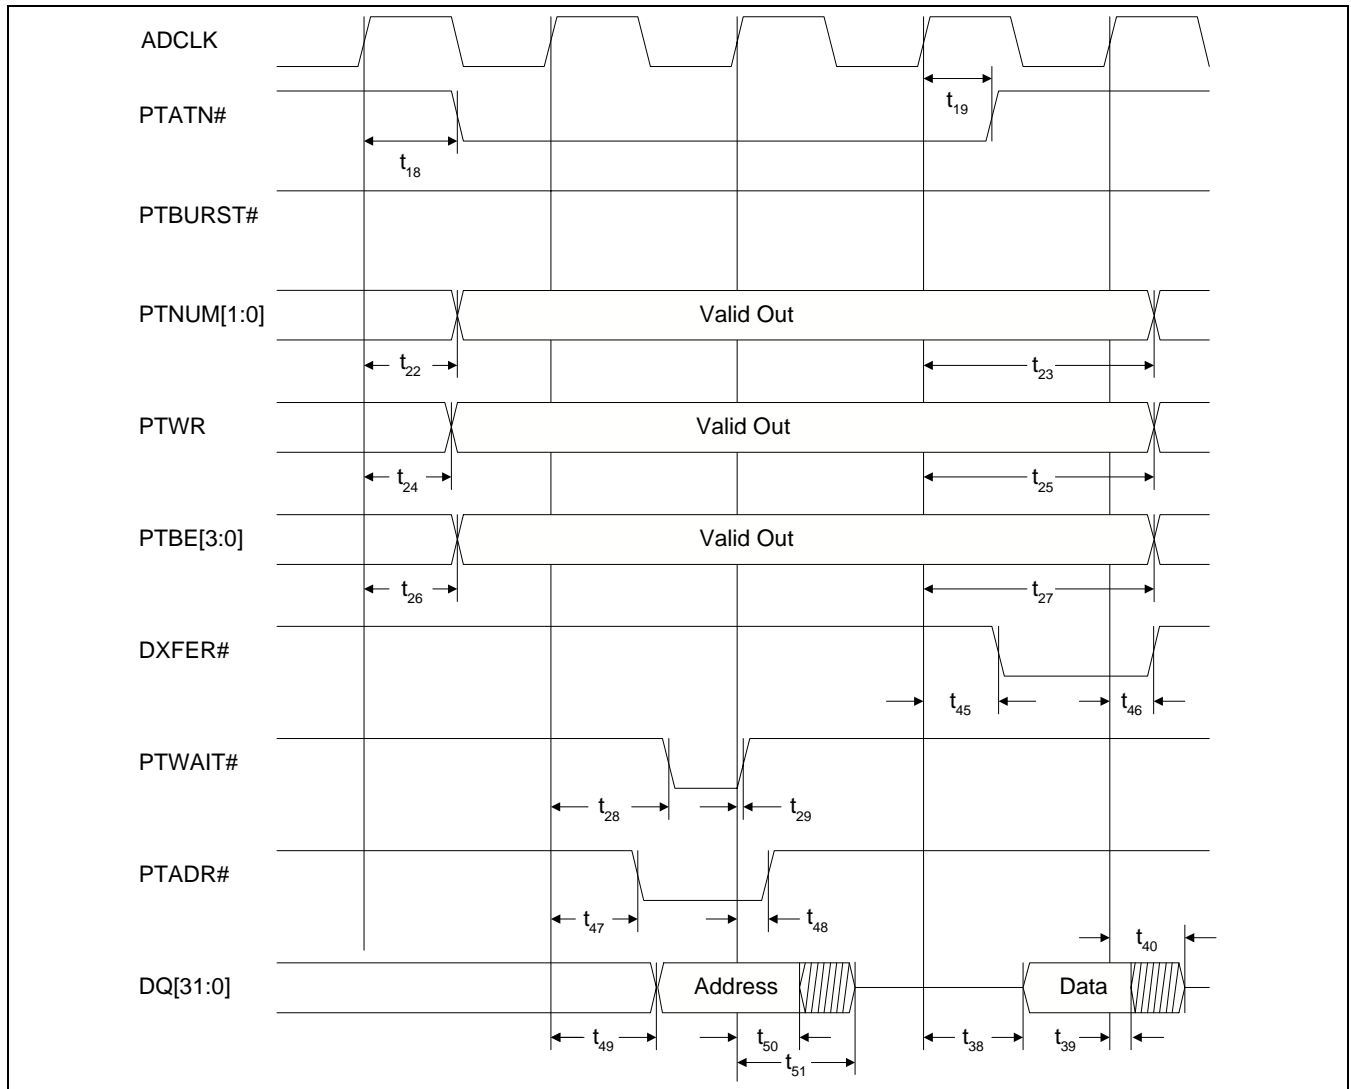 ADCLK
t19
PTATN#
t18
PTBURST#
PTNUM[1:0]
Valid Out
t22
t23
PTWR
Valid Out
t24
t25
PTBE[3:0]
Valid Out
t26
t27
DXFER#
t45
t46
PTWAIT#
t28
t29
PTADR#
t47
t48
t40
DQ[31:0]
Address
Data
t49
t50
t38
t39
t51